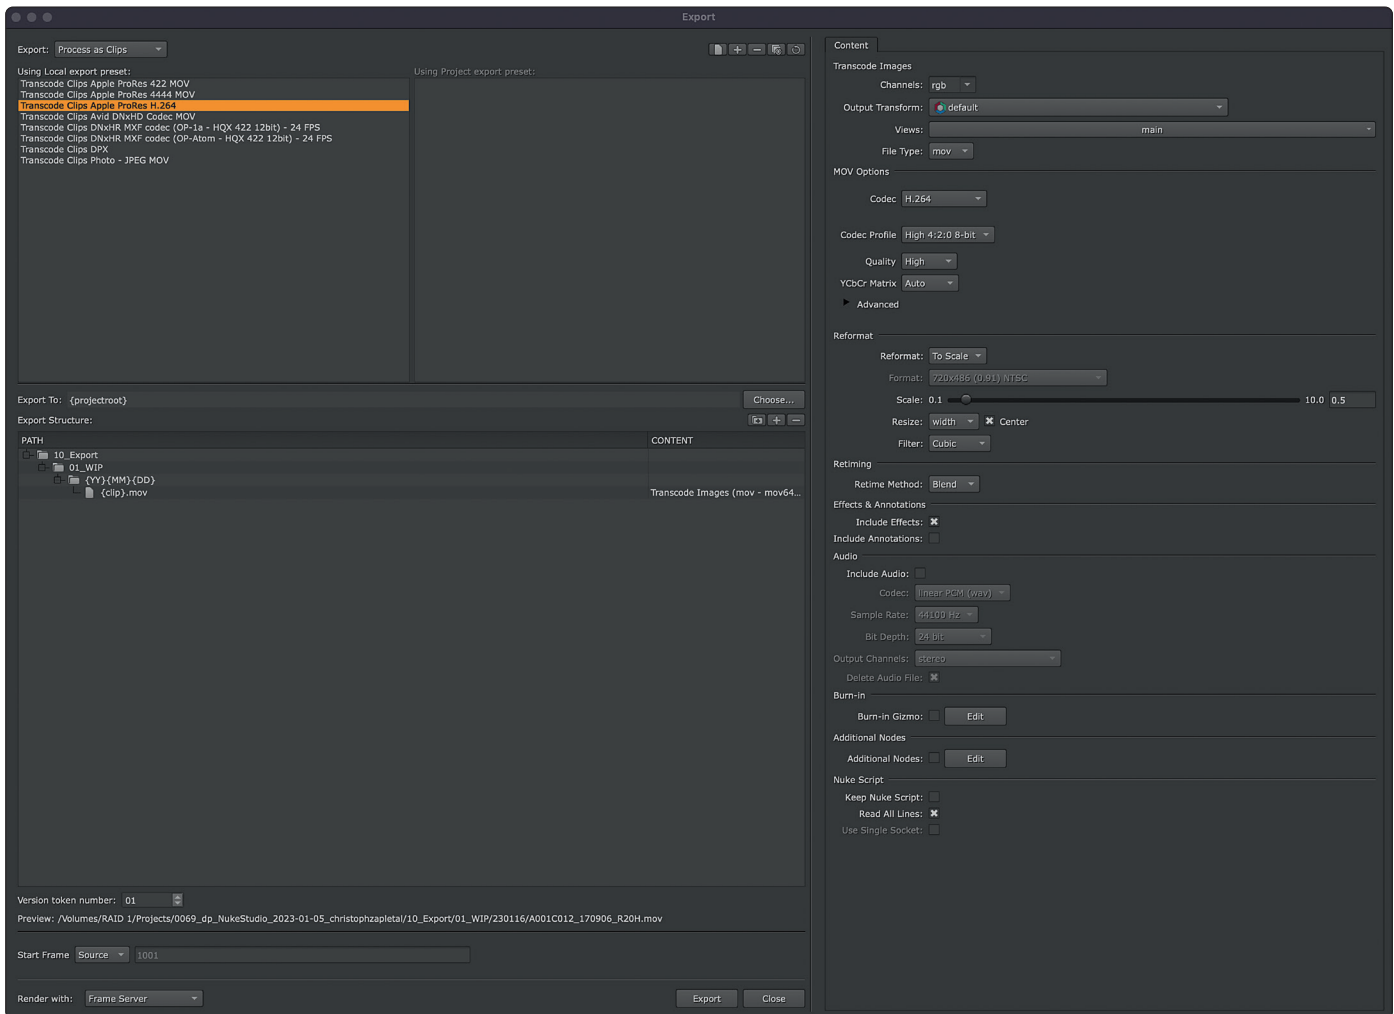 Export
Export: Process as Clips
Using Local export preset:
Using Project export preset:
Transcode Clips Apple ProRes 422 MOV
Transcode Clips Apple ProRes 4444 MOV
Transcode Clips Apple ProRes H.264
Transcode Clips Avid DNxHD Codec MOV
Transcode Clips DNxHR MXF codec (OP-1a - HQX 422 12bit) - 24 FPS
Transcode Clips DNxHR MXF codec (OP-Atom - HQX 422 12bit) - 24 FPS
Transcode Clips DPX
Transcode Clips Photo - JPEG MOV
Export To: {projectroot}
Choose...
Export Structure:
PATH CONTENT
10_Export
01_WIP
{YY}{MM}{DD}
{clip}.mov Transcode Images (mov - mov64...
Version token number: 01
Preview: /Volumes/RAID 1/Projects/0069_dp_NukeStudio_2023-01-05_christophzapletal/10_Export/01_WIP/230116/A001C012_170906_R20H.mov
Start Frame Source 1001
Render with: Frame Server
Export Close
Content
Transcode Images
Channels: rgb
Output Transform: default
Views: main
File Type: mov
MOV Options
Codec H.264
Codec Profile High 4:2:0 8-bit
Quality High
YCbCr Matrix Auto
Advanced
Reformat
Reformat: To Scale
Format: 720x486 (0.91) NTSC
Scale: 0.1 10.0 0.5
Resize: width Center
Filter: Cubic
Retiming
Retime Method: Blend
Effects & Annotations
Include Effects:
Include Annotations:
Audio
Include Audio:
Codec: linear PCM (wav)
Sample Rate: 44100 Hz
Bit Depth: 24 bit
Output Channels: stereo
Delete Audio File:
Burn-in
Burn-in Gizmo: Edit
Additional Nodes
Additional Nodes: Edit
Nuke Script
Keep Nuke Script:
Read All Lines:
Use Single Socket: